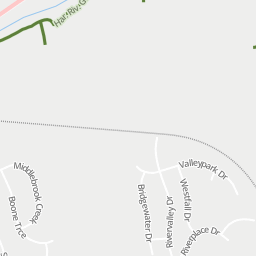 Valleypark Dr
Middlebrook Creek
Boone Trce
Bridgewater Dr
Westfall Dr
Rivervalley Dr
Riverplace Dr